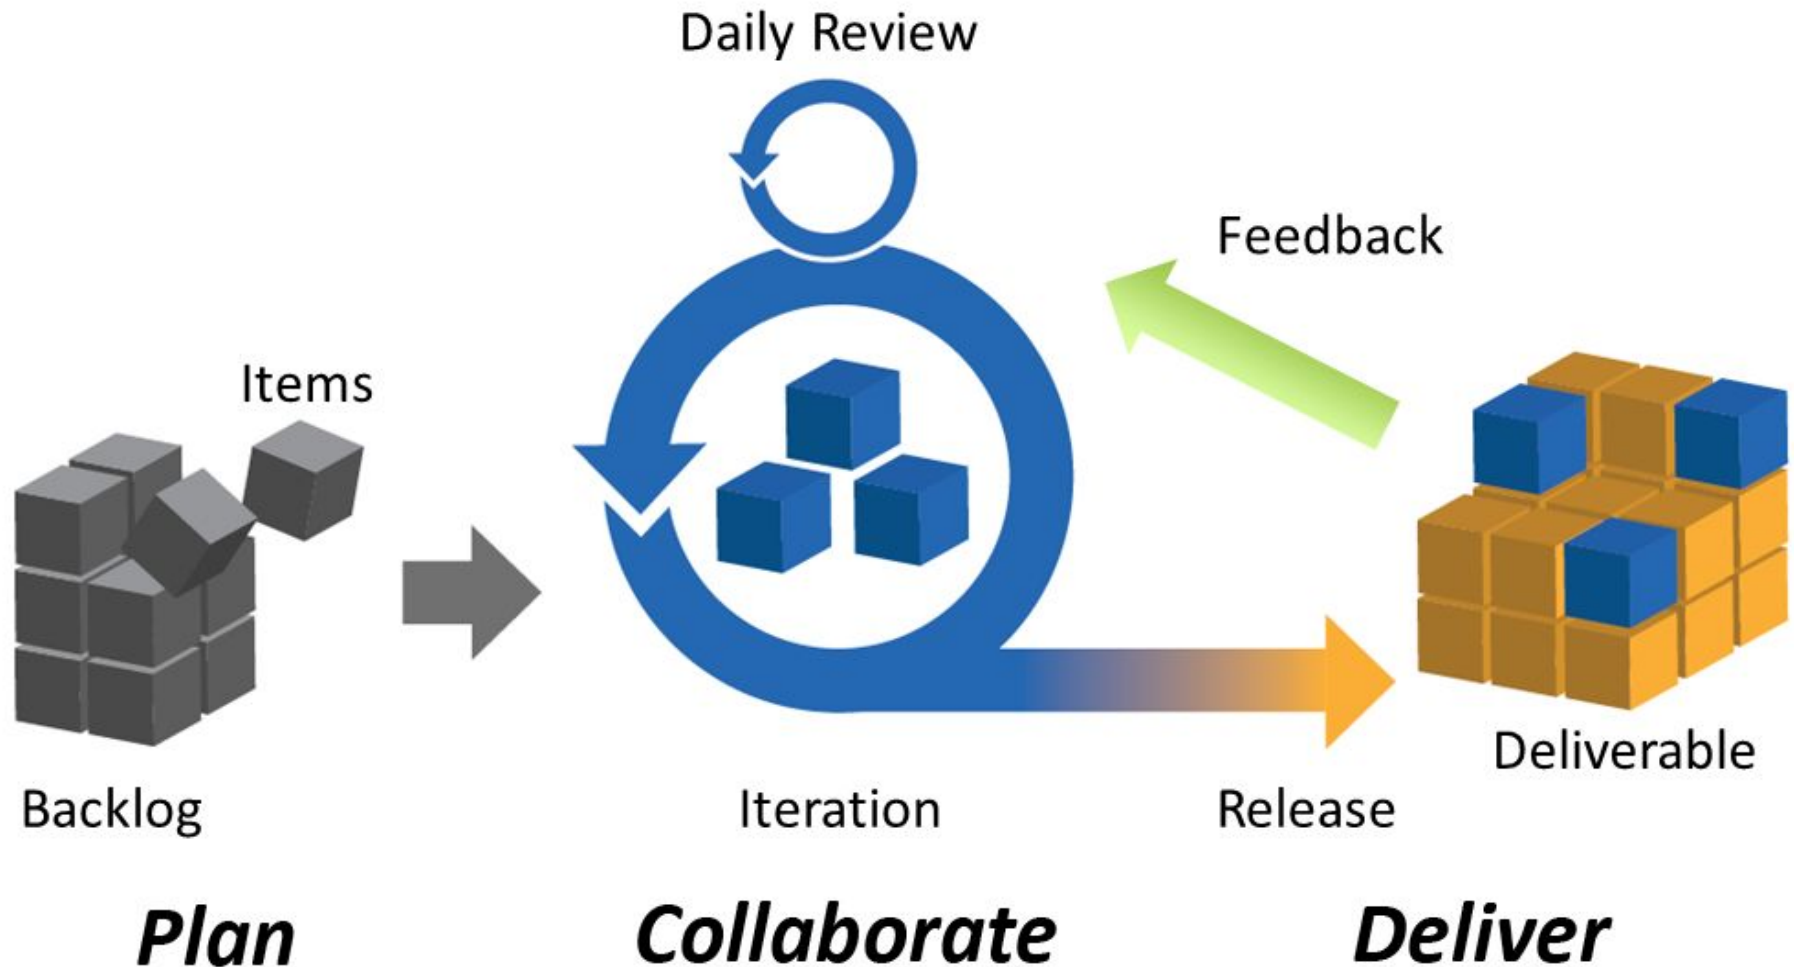 Daily Review
Feedback
Items
Deliverable
Backlog
Iteration
Release
Plan
Collaborate
Deliver